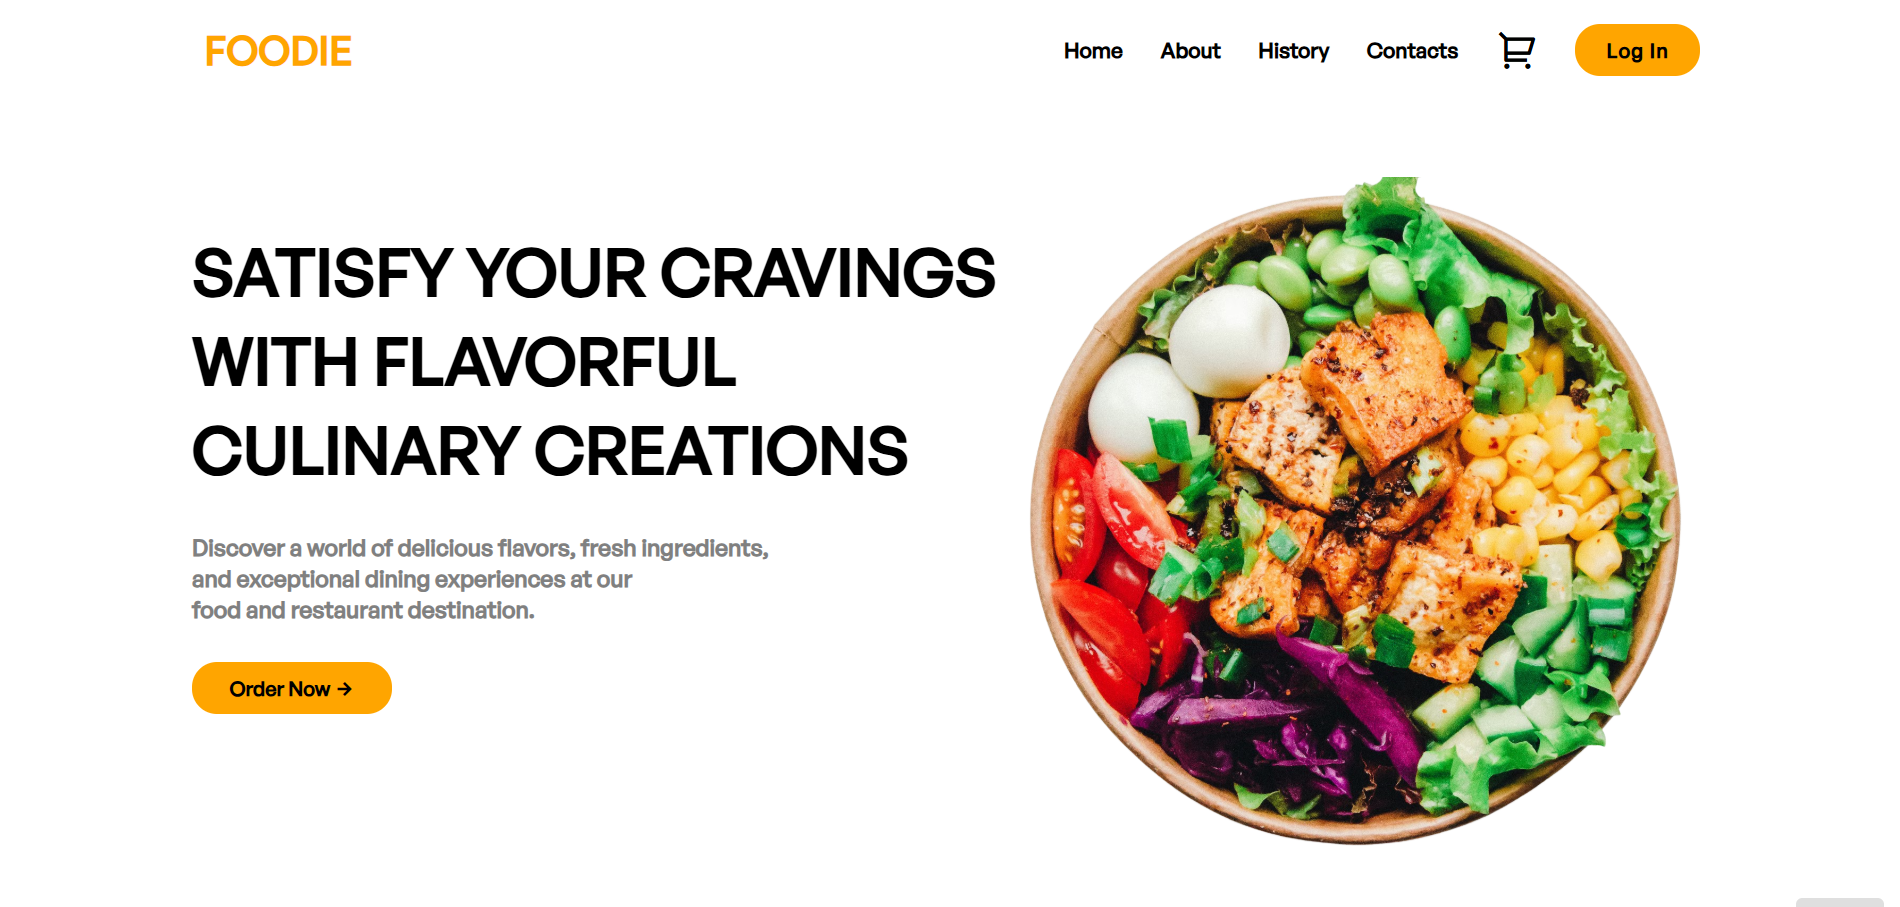 FOODIE
Home About History Contacts Log In
SATISFY YOUR CRAVINGS
WITH FLAVORFUL
CULINARY CREATIONS
Discover a world of delicious flavors, fresh ingredients,
and exceptional dining experiences at our
food and restaurant destination.
Order Now →